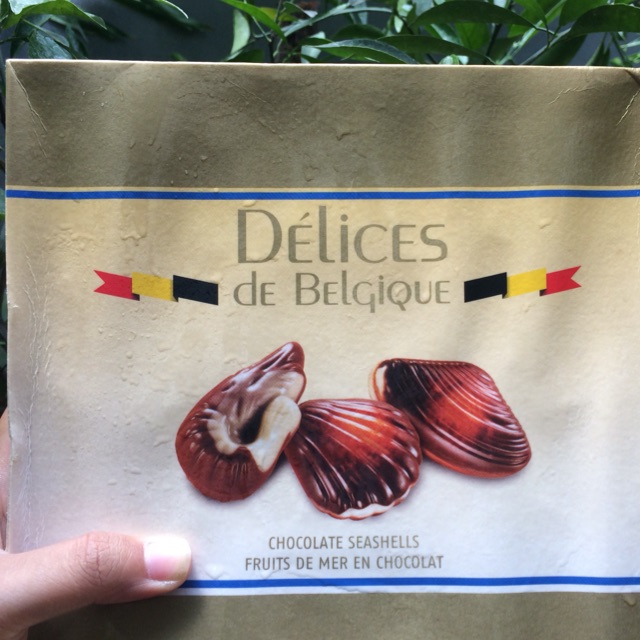 Délices
de Belgique
CHOCOLATE SEASHELLS
FRUITS DE MER EN CHOCOLAT